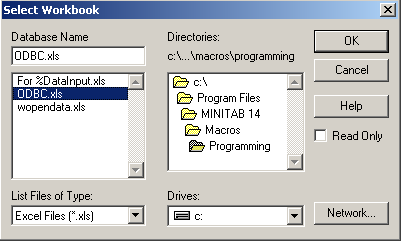 Select Workbook
Database Name
ODBC.xls
For %DataInput.xls
ODBC.xls
wopendata.xls
List Files of Type:
Excel Files (*.xls)
Directories:
c:\...\macros\programming
c:\
Program Files
MINITAB 14
Macros
Programming
Drives:
c:
OK
Cancel
Help
Read Only
Network...